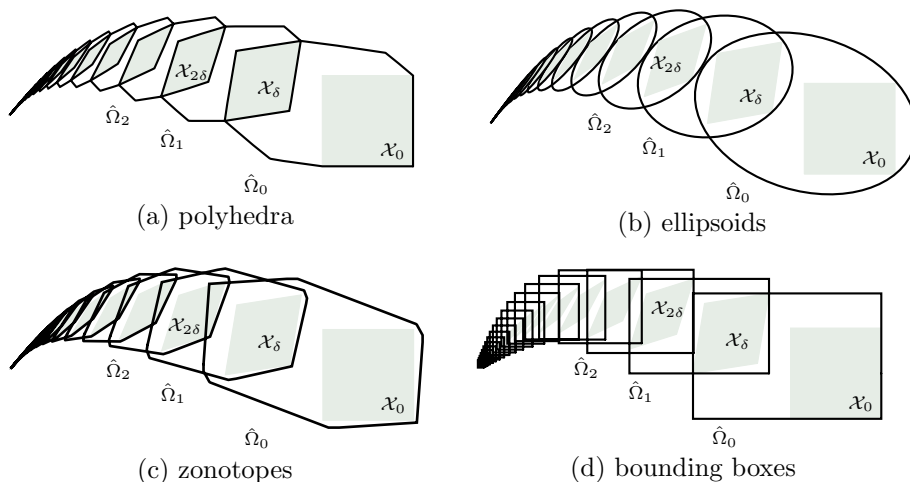 𝒳_{2δ}
𝒳_δ
𝒳_0
Ω̂_2
Ω̂_1
Ω̂_0
(a) polyhedra
𝒳_{2δ}
𝒳_δ
𝒳_0
Ω̂_2
Ω̂_1
Ω̂_0
(b) ellipsoids
𝒳_{2δ}
𝒳_δ
𝒳_0
Ω̂_2
Ω̂_1
Ω̂_0
(c) zonotopes
𝒳_{2δ}
𝒳_δ
𝒳_0
Ω̂_2
Ω̂_1
Ω̂_0
(d) bounding boxes